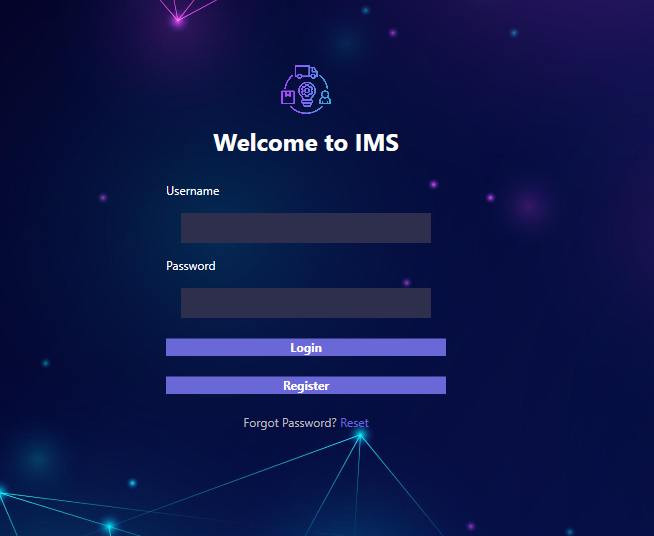 Welcome to IMS
Username
Password
Login
Register
Forgot Password? Reset